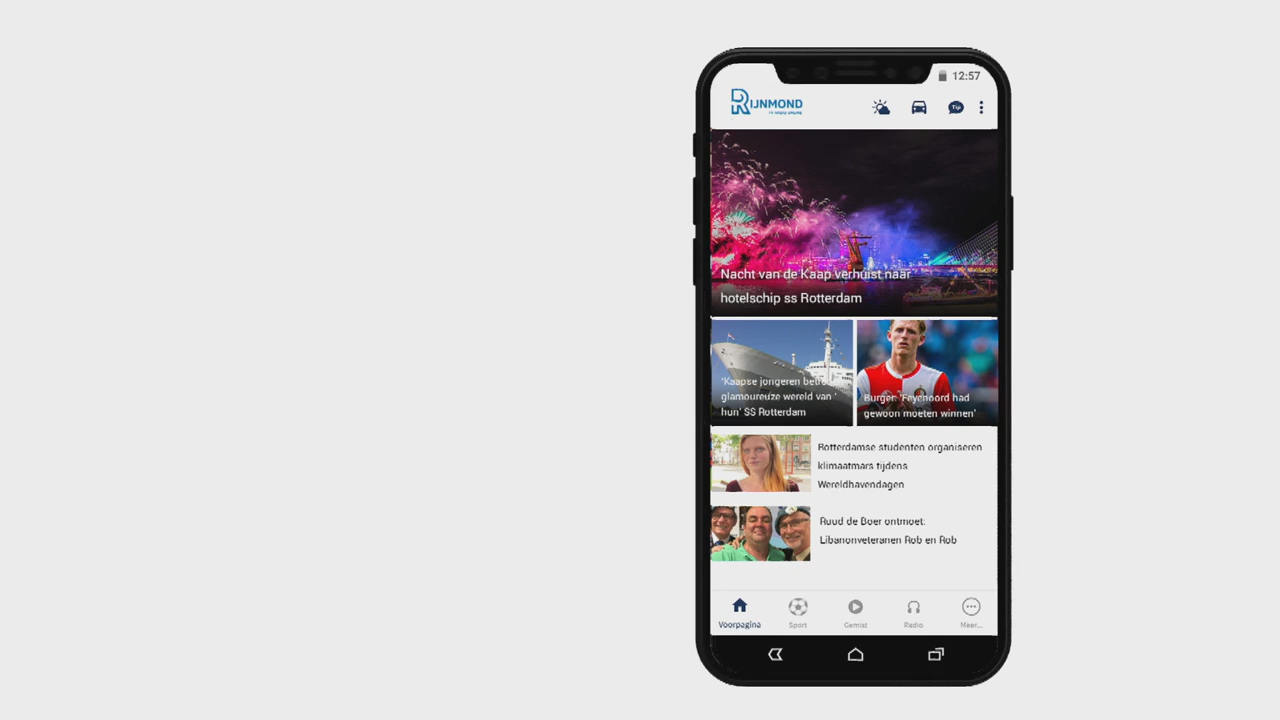 12:57
RIJNMOND
Tip
Nacht van de Kaap verhuist naar
hotelschip ss Rotterdam
'Kaapse jongeren
glamoureuze wereld van '
hun' SS Rotterdam
Burger: 'Feyenoord had
gewoon moeten winnen'
Rotterdamse studenten organiseren
klimaatmars tijdens
Wereldhavendagen
Ruud de Boer ontmoet:
Libanonveteranen Rob en Rob
Voorpagina
Sport
Gemist
Radio
Meer...